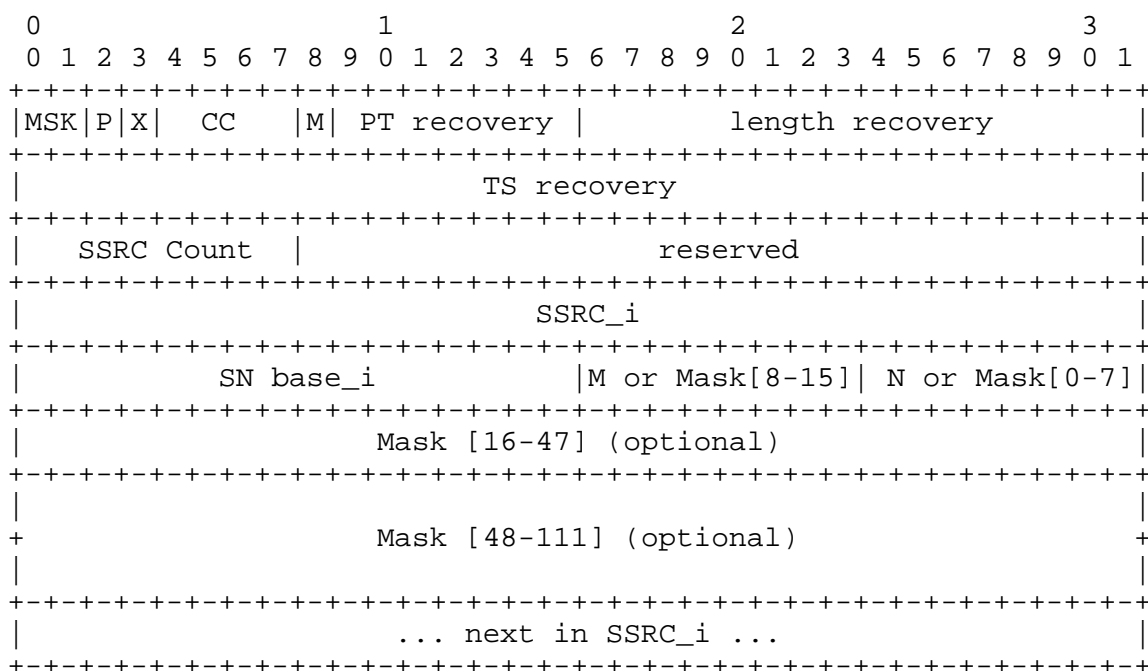 0                   1                   2                   3
 0 1 2 3 4 5 6 7 8 9 0 1 2 3 4 5 6 7 8 9 0 1 2 3 4 5 6 7 8 9 0 1
+-+-+-+-+-+-+-+-+-+-+-+-+-+-+-+-+-+-+-+-+-+-+-+-+-+-+-+-+-+-+-+-+
|MSK|P|X|  CC   |M| PT recovery |        length recovery        |
+-+-+-+-+-+-+-+-+-+-+-+-+-+-+-+-+-+-+-+-+-+-+-+-+-+-+-+-+-+-+-+-+
|                          TS recovery                          |
+-+-+-+-+-+-+-+-+-+-+-+-+-+-+-+-+-+-+-+-+-+-+-+-+-+-+-+-+-+-+-+-+
|   SSRC Count  |                    reserved                   |
+-+-+-+-+-+-+-+-+-+-+-+-+-+-+-+-+-+-+-+-+-+-+-+-+-+-+-+-+-+-+-+-+
|                             SSRC_i                            |
+-+-+-+-+-+-+-+-+-+-+-+-+-+-+-+-+-+-+-+-+-+-+-+-+-+-+-+-+-+-+-+-+
|           SN base_i           |M or Mask[8-15]| N or Mask[0-7]|
+-+-+-+-+-+-+-+-+-+-+-+-+-+-+-+-+-+-+-+-+-+-+-+-+-+-+-+-+-+-+-+-+
|                    Mask [16-47] (optional)                    |
+-+-+-+-+-+-+-+-+-+-+-+-+-+-+-+-+-+-+-+-+-+-+-+-+-+-+-+-+-+-+-+-+
|                                                               |
+                    Mask [48-111] (optional)                   +
|                                                               |
+-+-+-+-+-+-+-+-+-+-+-+-+-+-+-+-+-+-+-+-+-+-+-+-+-+-+-+-+-+-+-+-+
|                     ... next in SSRC_i ...                    |
+-+-+-+-+-+-+-+-+-+-+-+-+-+-+-+-+-+-+-+-+-+-+-+-+-+-+-+-+-+-+-+-+